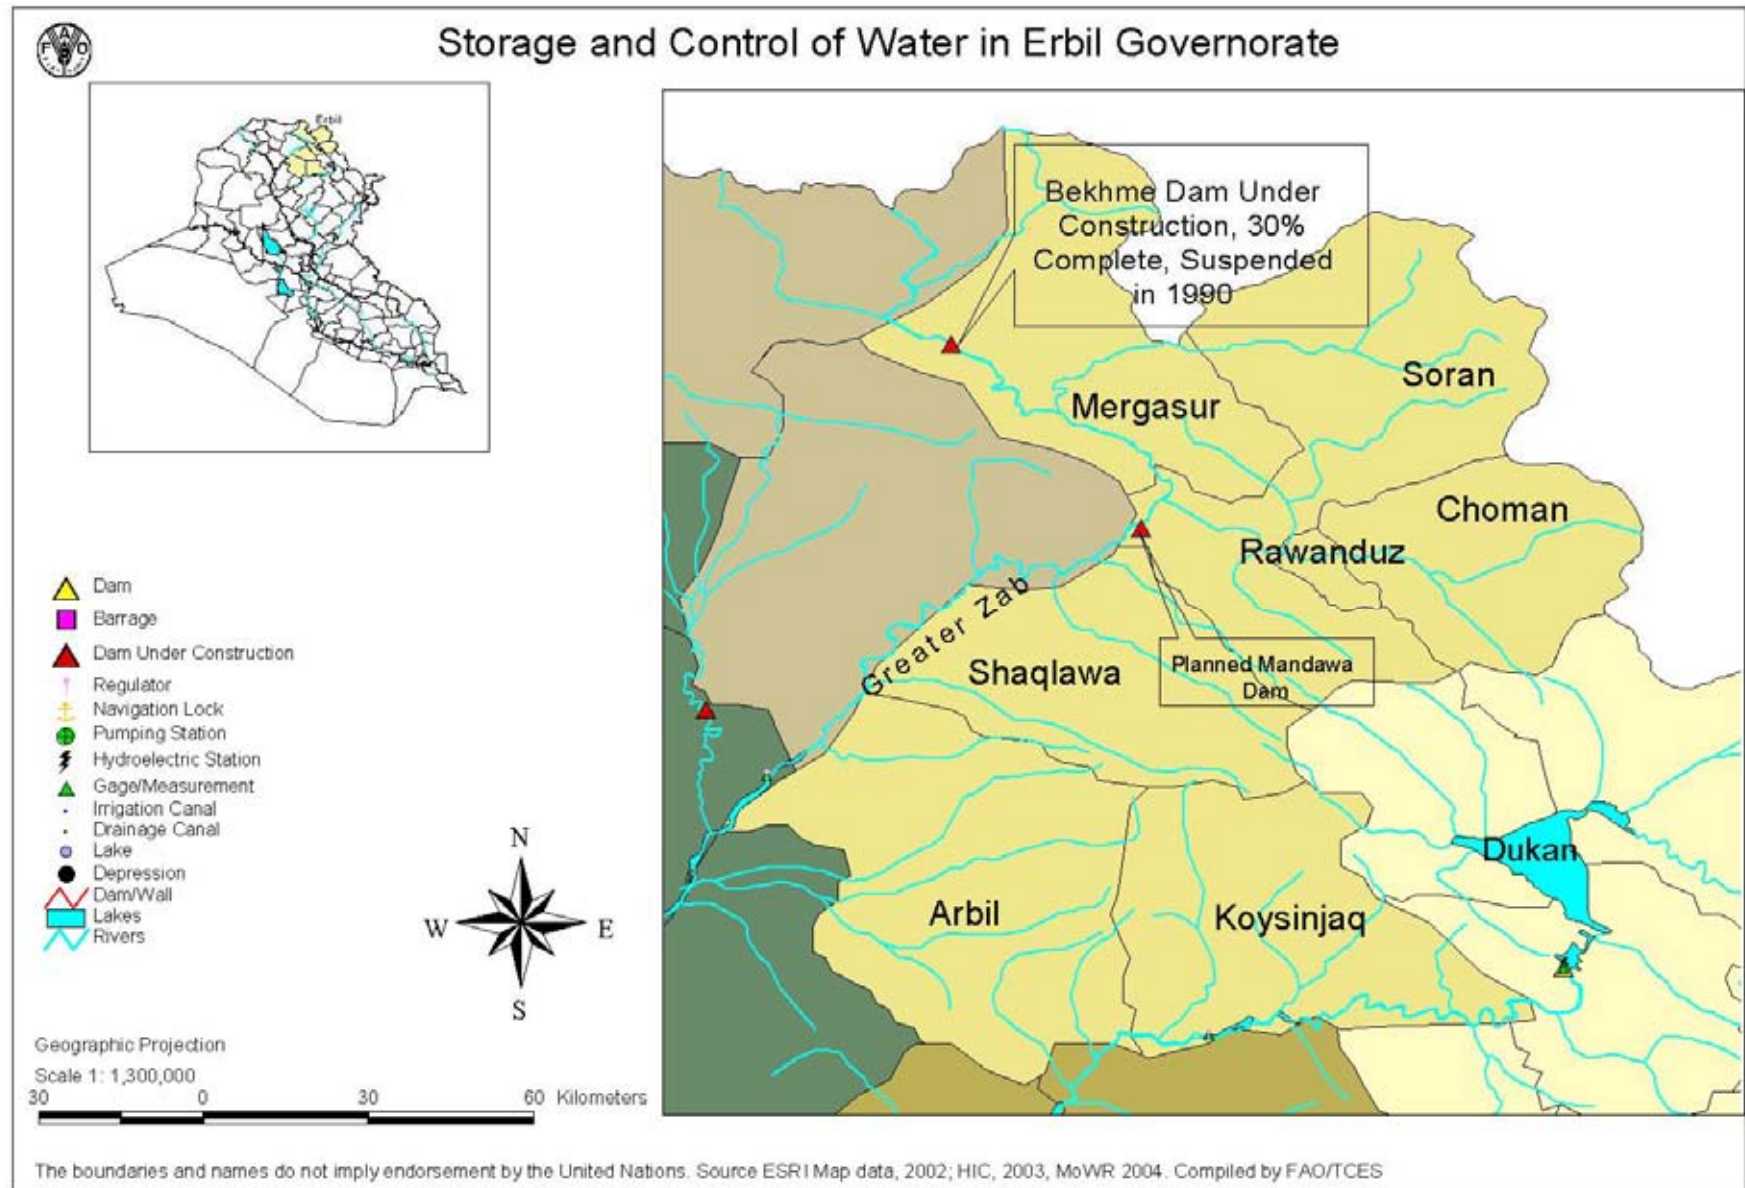 Storage and Control of Water in Erbil Governorate
FAO
Erbil
Bekhme Dam Under
Construction, 30%
Complete, Suspended
in 1990
Soran
Mergasur
Choman
Rawanduz
Greater Zab
Shaqlawa
Planned Mandawa
Dam
Dukan
Arbil
Koysinjaq
Dam
Barrage
Dam Under Construction
Regulator
Navigation Lock
Pumping Station
Hydroelectric Station
Gage/Measurement
Irrigation Canal
Drainage Canal
Lake
Depression
Dam/Wall
Lakes
Rivers
N
W E
S
Geographic Projection
Scale 1: 1,300,000
30 0 30 60 Kilometers
The boundaries and names do not imply endorsement by the United Nations. Source ESRI Map data, 2002; HIC, 2003, MoWR 2004. Compiled by FAO/TCES